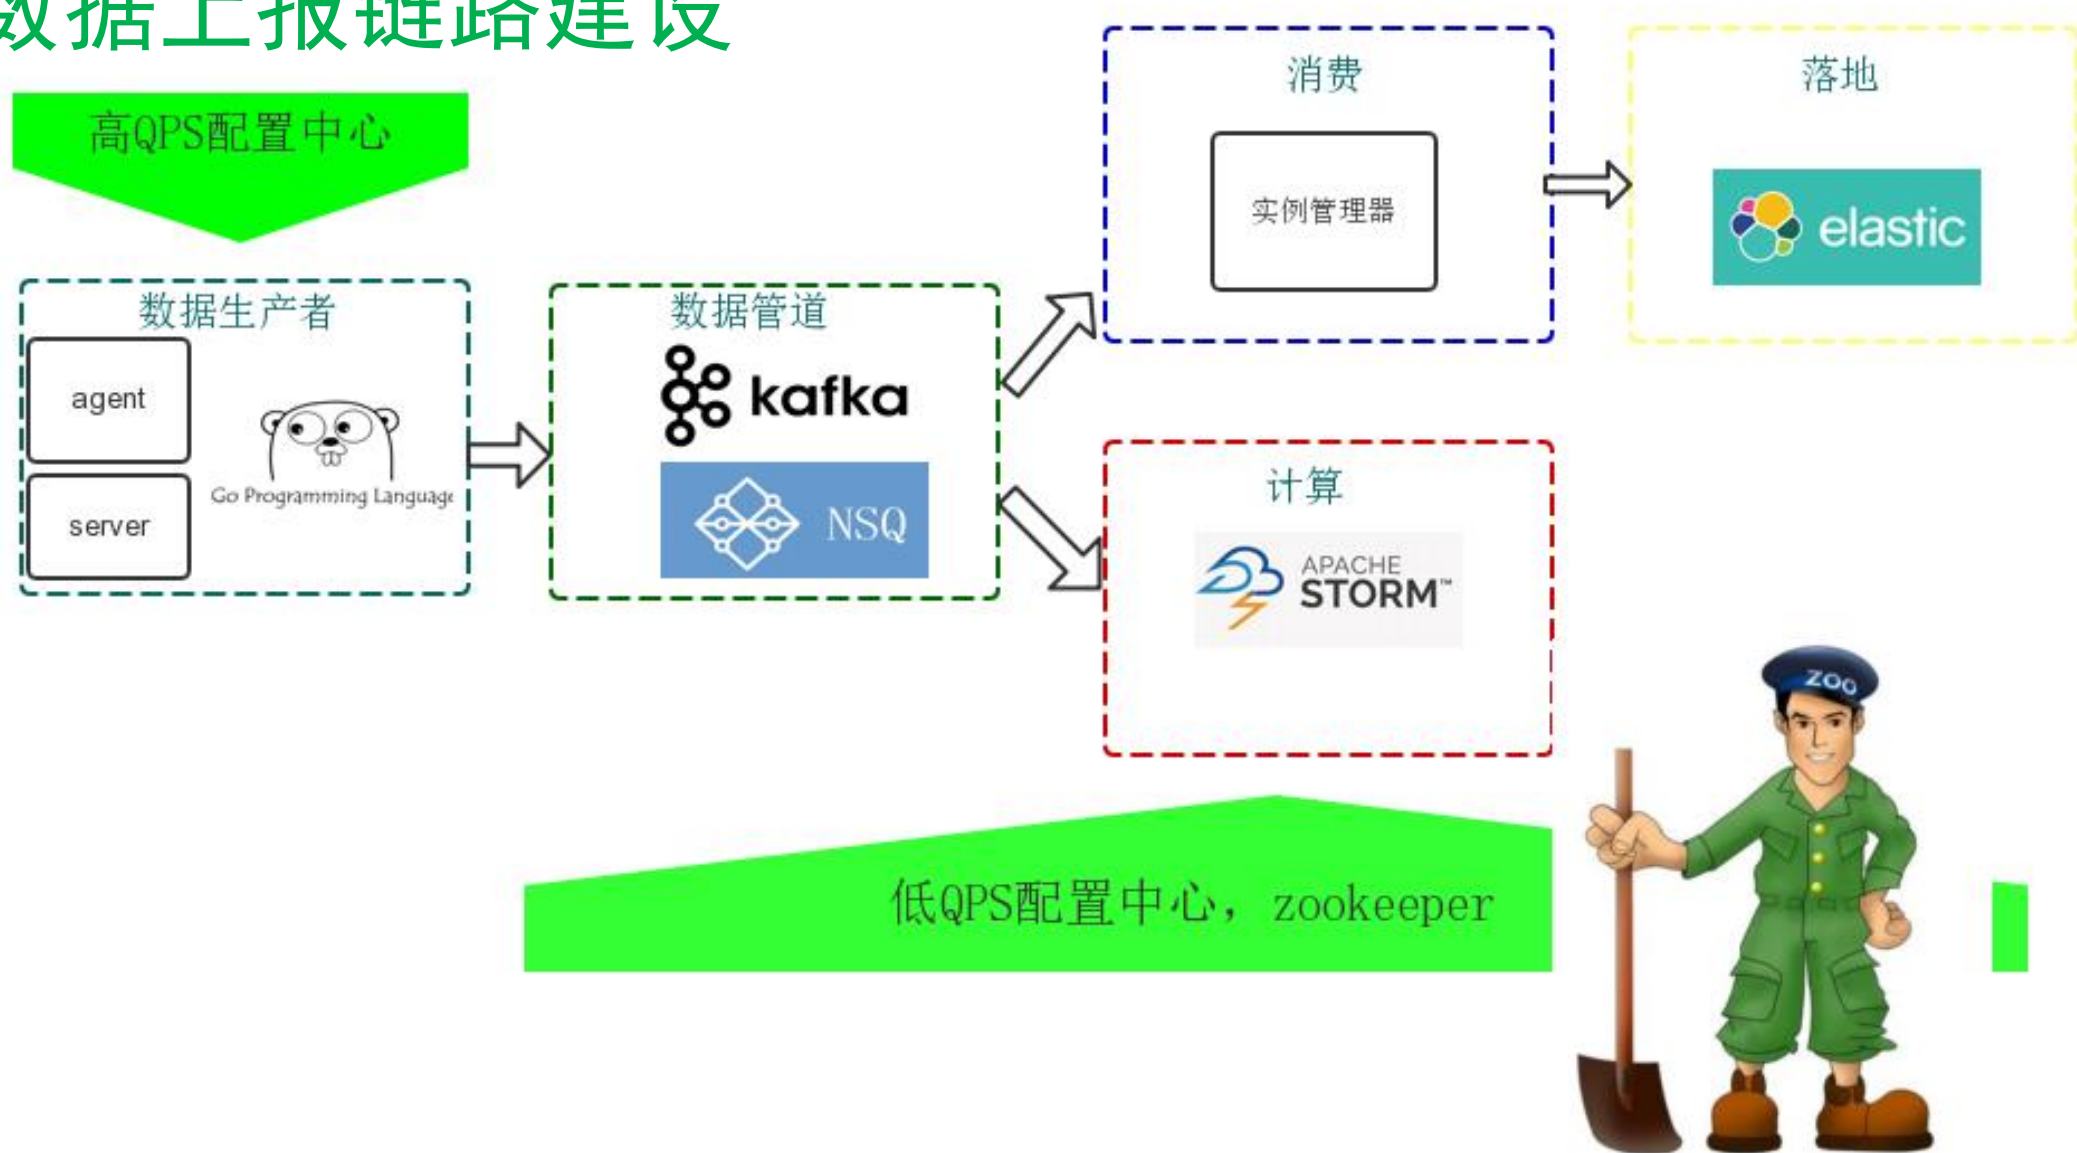 数据上报链路建设
高QPS配置中心
数据生产者
agent
server
Go Programming Language
数据管道
kafka
NSQ
消费
实例管理器
落地
elastic
计算
APACHE
STORM™
ZOO
低QPS配置中心，zookeeper